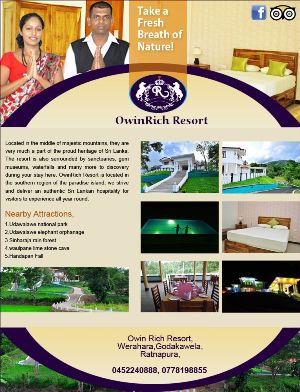 Take a
Fresh
Breath of
Nature!
R
OwinRich Resort
Located in the middle of majestic mountains, they are
very much a part of the proud heritage of Sri Lanka.
The resort is also surrounded by sanctuaries, gem
museums, waterfalls and many more to discover
during your stay here. OwinRich Resort is located in
the southern region of the paradise island, we strive
and deliver an authentic Sri Lankan hospitality for
visitors to experience all year round.
Nearby Attractions,
1.Udawalawe national park
2.Udawalawe elephant orphanage
3.Sinharaja rain forest
4.waulpane lime stone cave
5.Handapan Hall
Owin Rich Resort,
Werahara,Godakawela,
Ratnapura,
0452240888, 0778198855